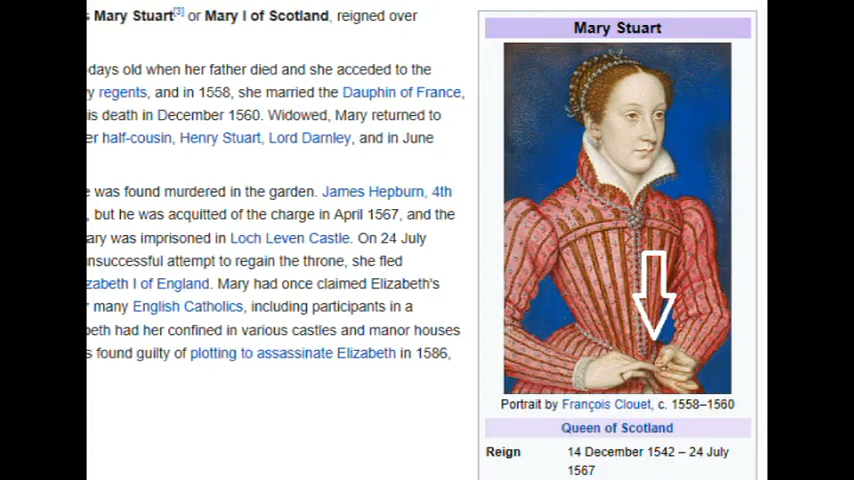 s Mary Stuart[3] or Mary I of Scotland, reigned over
days old when her father died and she acceded to the
y regents, and in 1558, she married the Dauphin of France,
is death in December 1560. Widowed, Mary returned to
er half-cousin, Henry Stuart, Lord Darnley, and in June
e was found murdered in the garden. James Hepburn, 4th
, but he was acquitted of the charge in April 1567, and the
ary was imprisoned in Loch Leven Castle. On 24 July
nsuccessful attempt to regain the throne, she fled
zabeth I of England. Mary had once claimed Elizabeth's
r many English Catholics, including participants in a
beth had her confined in various castles and manor houses
s found guilty of plotting to assassinate Elizabeth in 1586,
Mary Stuart
Portrait by François Clouet, c. 1558–1560
Queen of Scotland
Reign 14 December 1542 – 24 July
1567